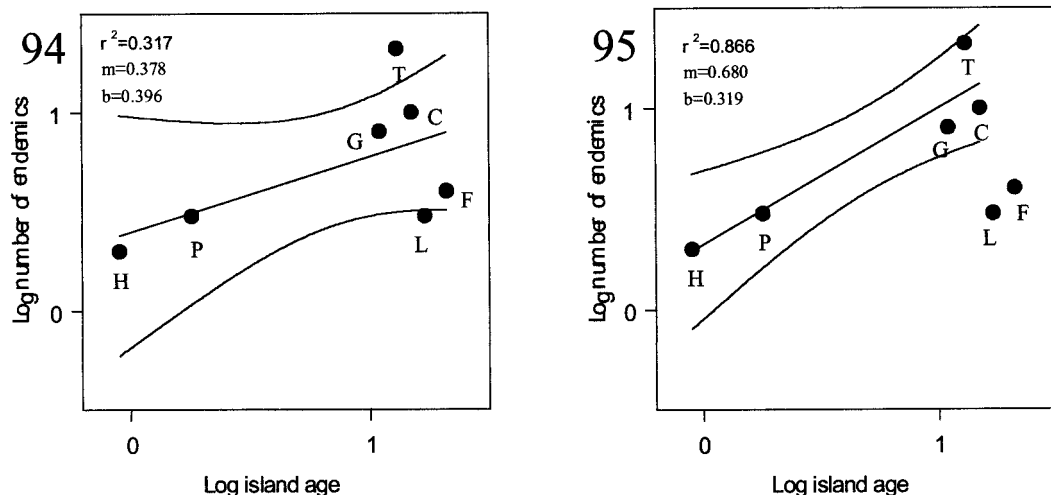 94
r²=0.317
m=0.378
b=0.396
Log number of endemics
1
0
T
C
G
F
P
L
H
0
1
Log island age
95
r²=0.866
m=0.680
b=0.319
Log number of endemics
1
0
T
C
G
F
P
L
H
0
1
Log island age